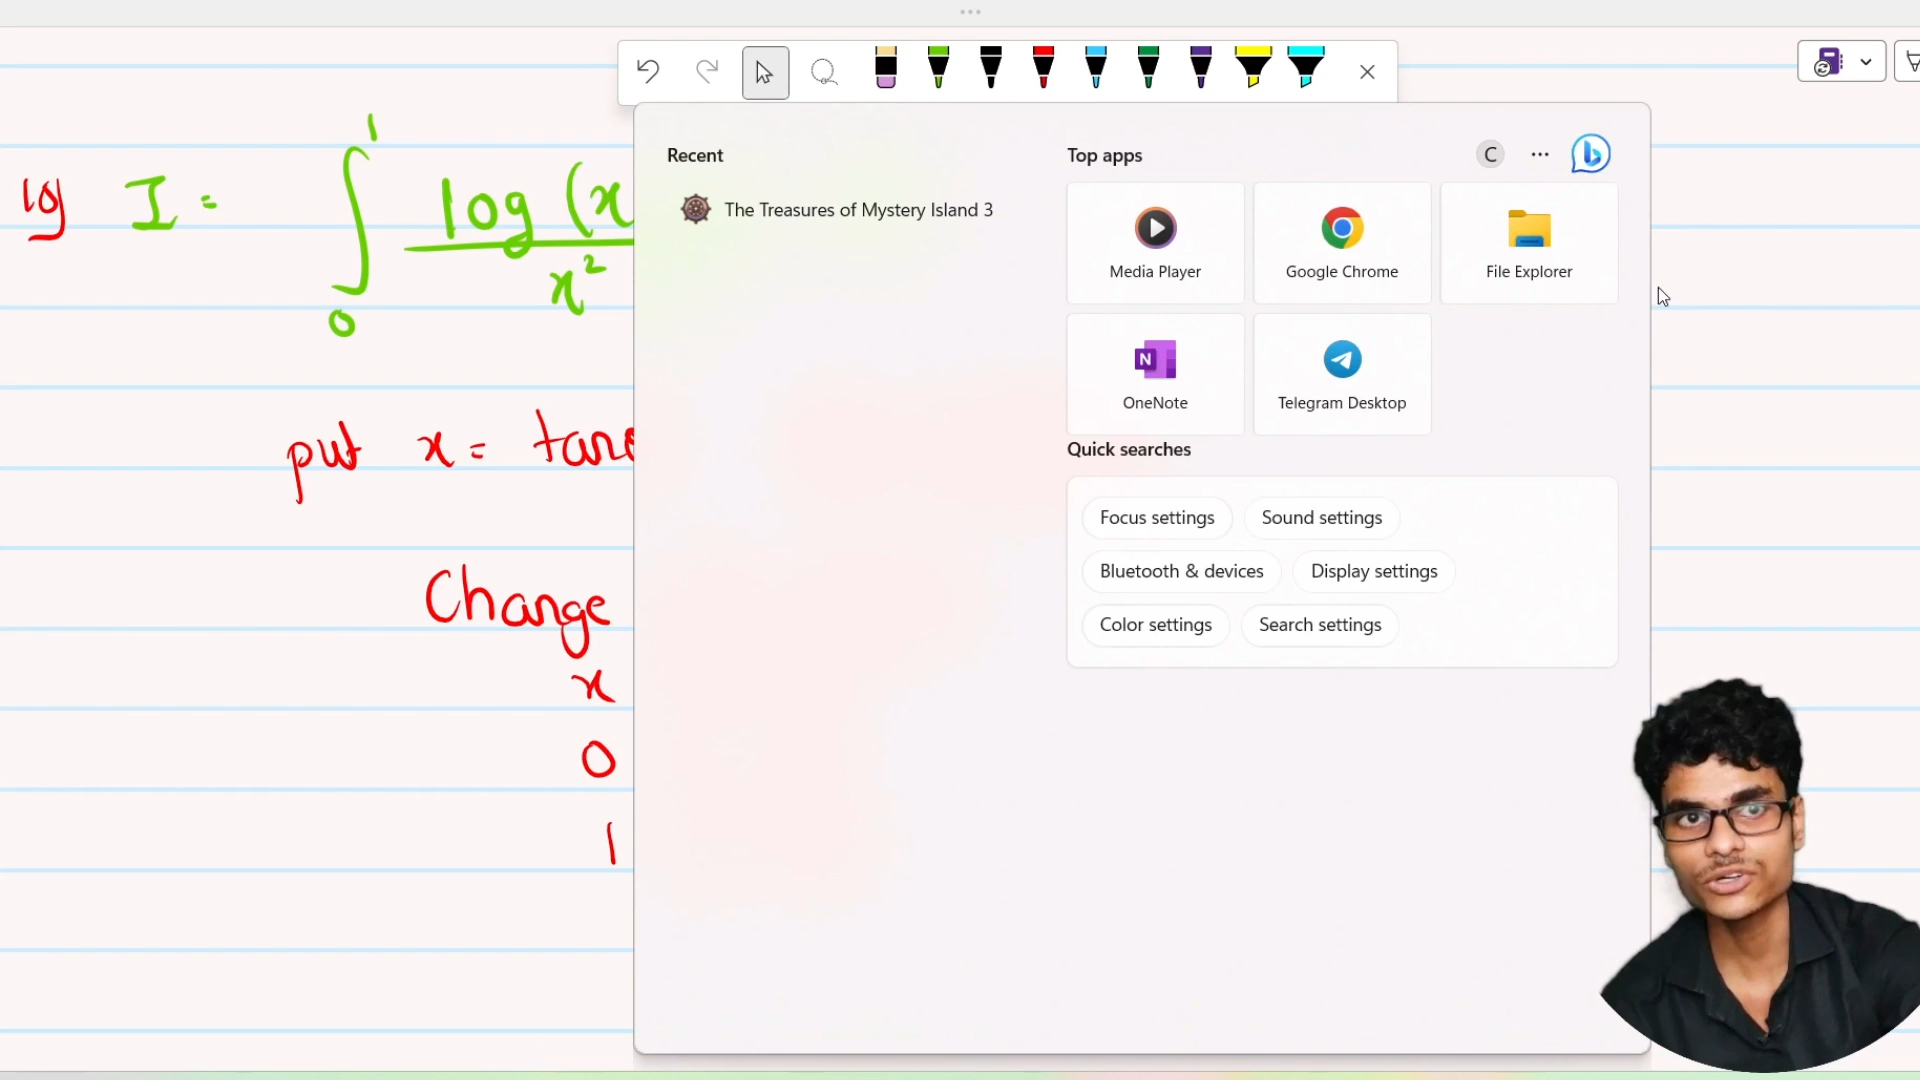 Recent
The Treasures of Mystery Island 3
Top apps
C
Media Player
Google Chrome
File Explorer
N
OneNote
Telegram Desktop
Quick searches
Focus settings
Sound settings
Bluetooth & devices
Display settings
Color settings
Search settings
I =
1
∫
0
log (x
x²
put x = tan
Change
x
0
1